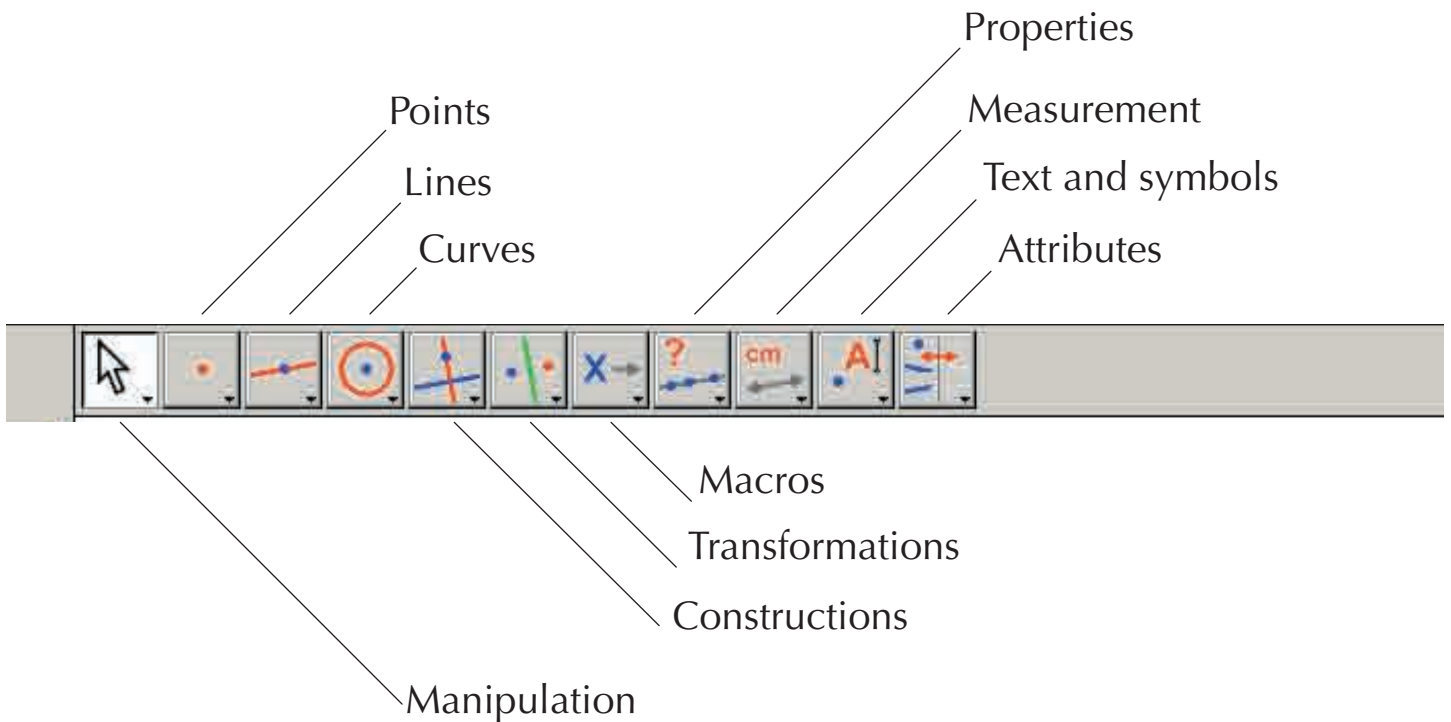 Properties
Points
Measurement
Lines
Text and symbols
Curves
Attributes
X
?
cm
A
Macros
Transformations
Constructions
Manipulation